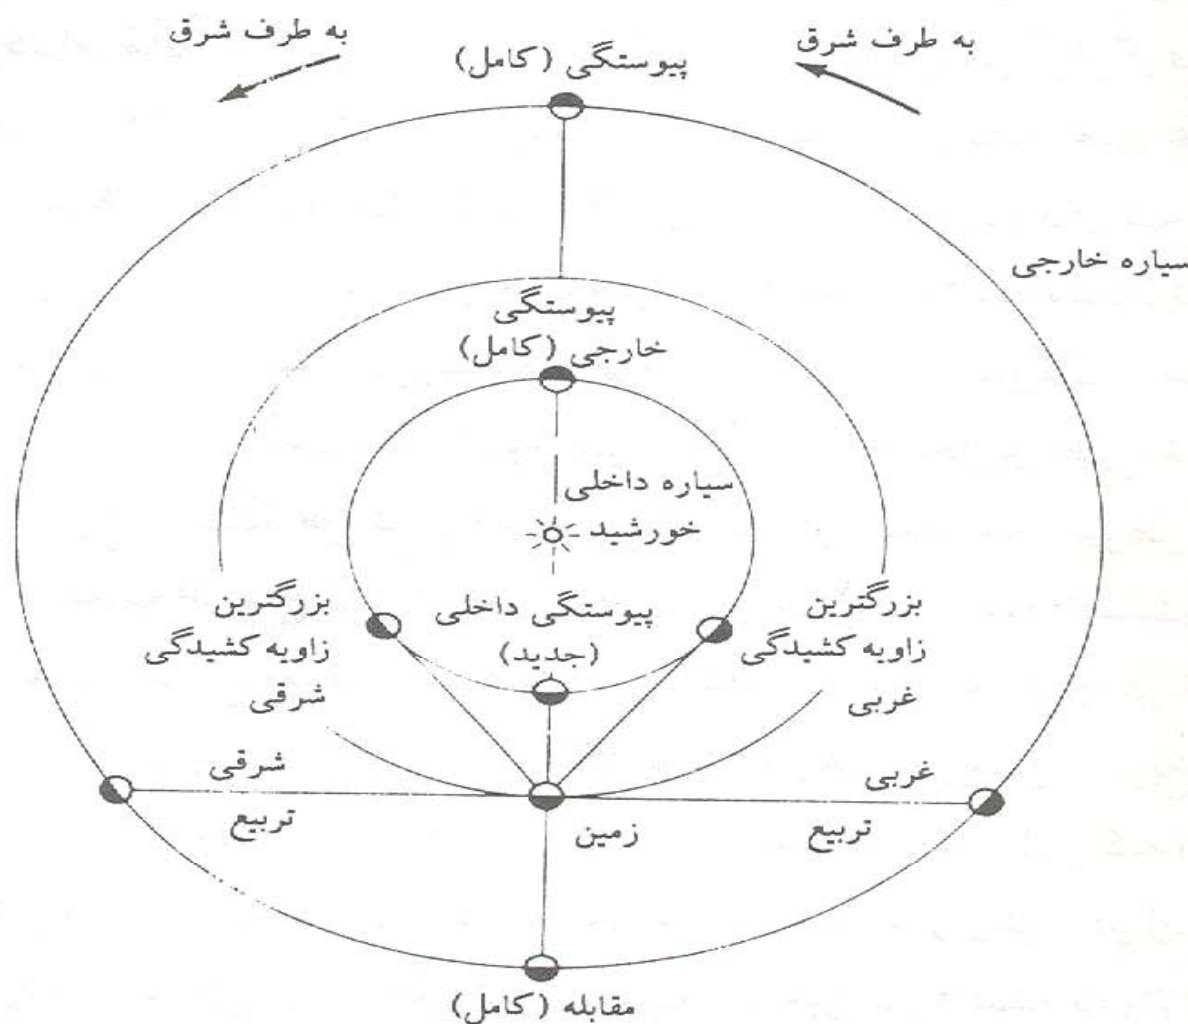 به طرف شرق
به طرف شرق
پیوستگی (کامل)
سیاره خارجی
پیوستگی
خارجی (کامل)
سیاره داخلی
خورشید
بزرگترین
زاویه کشیدگی
غربی
پیوستگی داخلی
(جدید)
بزرگترین
زاویه کشیدگی
شرقی
غربی
تربیع
شرقی
تربیع
زمین
مقابله (کامل)